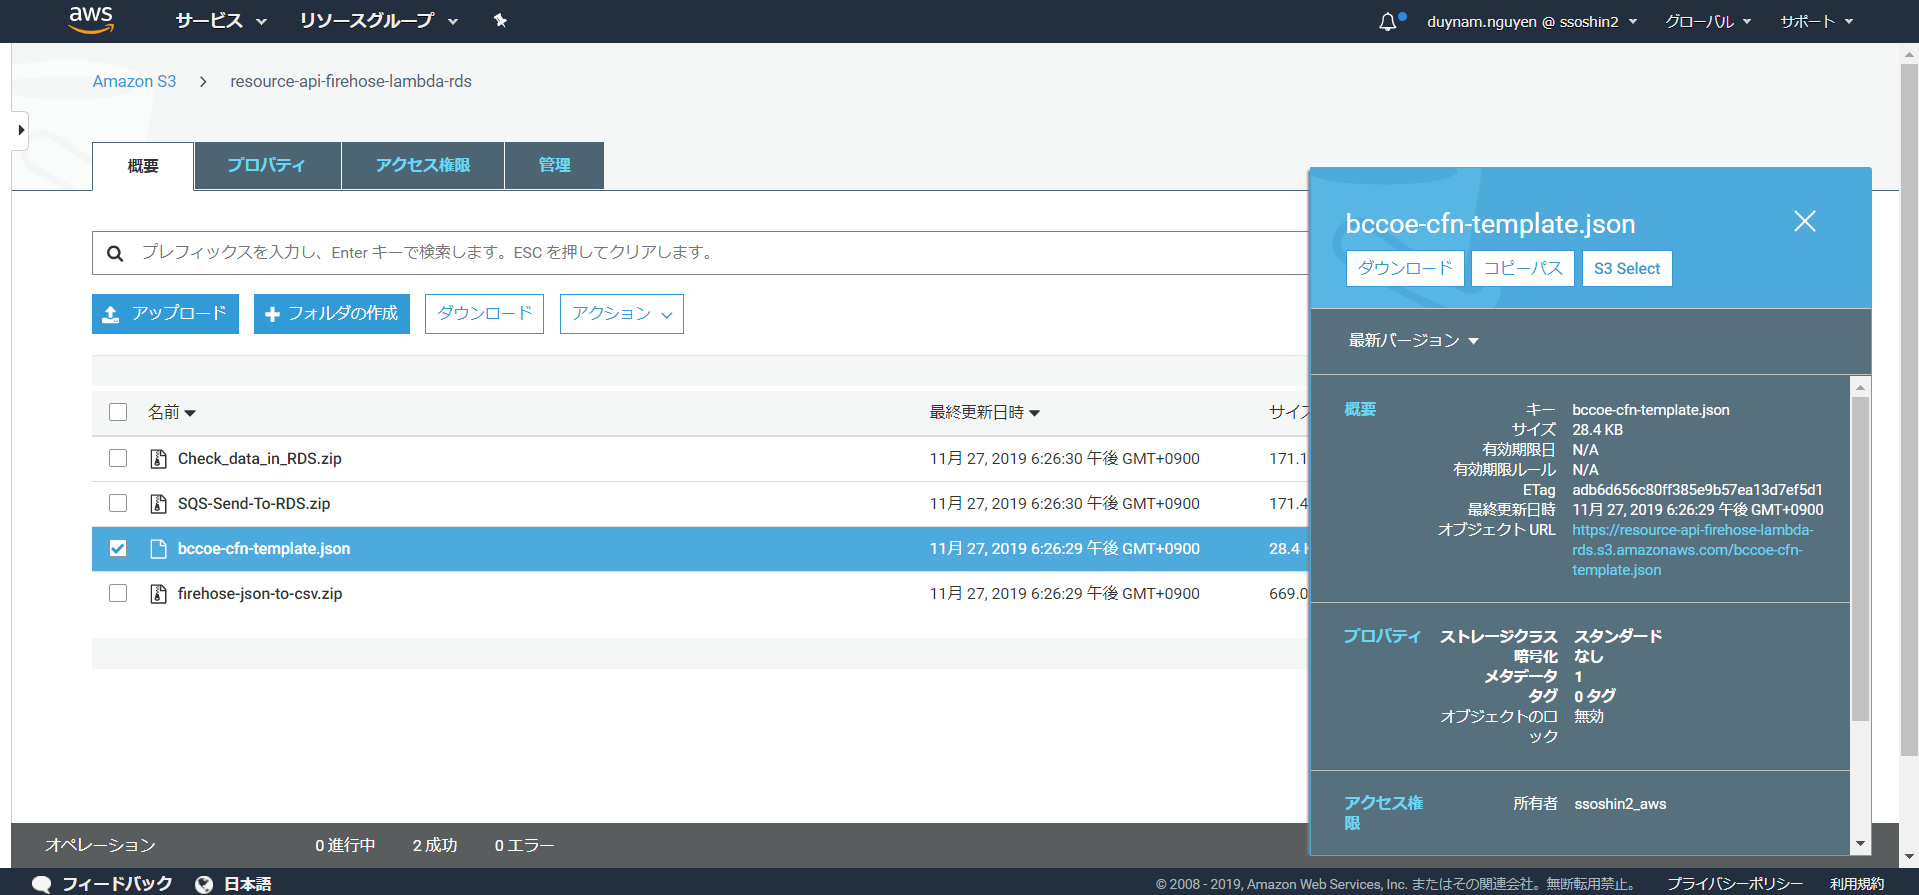 aws サービス リソースグループ duynam.nguyen @ ssoshin2 グローバル サポート
Amazon S3 > resource-api-firehose-lambda-rds
概要 プロパティ アクセス権限 管理
プレフィックスを入力し、Enter キーで検索します。ESC を押してクリアします。
アップロード フォルダの作成 ダウンロード アクション
名前 最終更新日時 サイズ
Check_data_in_RDS.zip 11月 27, 2019 6:26:30 午後 GMT+0900 171.1
SQS-Send-To-RDS.zip 11月 27, 2019 6:26:30 午後 GMT+0900 171.4
bccoe-cfn-template.json 11月 27, 2019 6:26:29 午後 GMT+0900 28.4
firehose-json-to-csv.zip 11月 27, 2019 6:26:29 午後 GMT+0900 669.0
bccoe-cfn-template.json
ダウンロード コピーパス S3 Select
最新バージョン
概要 キー bccoe-cfn-template.json
サイズ 28.4 KB
有効期限日 N/A
有効期限ルール N/A
ETag adb6d656c80ff385e9b57ea13d7ef5d1
最終更新日時 11月 27, 2019 6:26:29 午後 GMT+0900
オブジェクト URL https://resource-api-firehose-lambda-
rds.s3.amazonaws.com/bccoe-cfn-
template.json
プロパティ ストレージクラス スタンダード
暗号化 なし
メタデータ 1
タグ 0 タグ
オブジェクトのロ 無効
ック
アクセス権 所有者 ssoshin2_aws
限
オペレーション 0 進行中 2 成功 0 エラー
フィードバック 日本語 © 2008 - 2019, Amazon Web Services, Inc. またはその関連会社。無断転用禁止。 プライバシーポリシー 利用規約